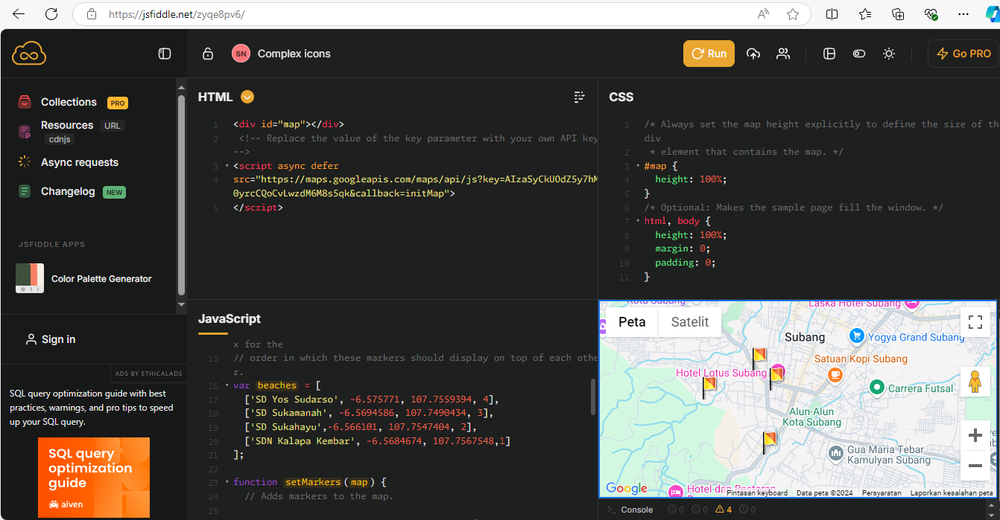 https://jsfiddle.net/zyqe8pv6/
SN Complex icons
Run
Go PRO
Collections PRO
Resources URL
cdnjs
Async requests
Changelog NEW
JSFIDDLE APPS
Color Palette Generator
Sign in
ADS BY ETHICALADS
SQL query optimization guide with best
practices, warnings, and pro tips to speed
up your SQL query.
SQL query
optimization
guide
aiven
HTML
1 <div id="map"></div>
2 <!-- Replace the value of the key parameter with your own API key
-->
3 <script async defer
4 src="https://maps.googleapis.com/maps/api/js?key=AIzaSyCkUOdZ5y7hM
0yrcCQoCvLwzdM6M8s5qk&callback=initMap">
5 </script>
CSS
1 /* Always set the map height explicitly to define the size of th
div
2 * element that contains the map. */
3 #map {
4 height: 100%;
5 }
6 /* Optional: Makes the sample page fill the window. */
7 html, body {
8 height: 100%;
9 margin: 0;
10 padding: 0;
11 }
JavaScript
x for the
15 // order in which these markers should display on top of each othe
r.
16 var beaches = [
17 ['SD Yos Sudarso', -6.575771, 107.7559394, 4],
18 ['SD Sukamanah', -6.5694586, 107.7490434, 3],
19 ['SD Sukahayu',-6.566101, 107.7547404, 2],
20 ['SDN Kalapa Kembar', -6.5684674, 107.7567548,1]
21 ];
22
23 function setMarkers(map) {
24 // Adds markers to the map.
25
Kota Subang
Laska Hotel Subang
Peta
Satelit
Subang
Yogya Grand Subang
Satuan Kopi Subang
Hotel Lotus Subang
Carrera Futsal
Alun-Alun
Kota Subang
Gua Maria Tebar
Kamulyan Subang
Hotel dan Pestoran
Google
Pintasan keyboard
Data peta ©2024
Persyaratan
Laporkan kesalahan peta
>_ Console
0
0
4
0